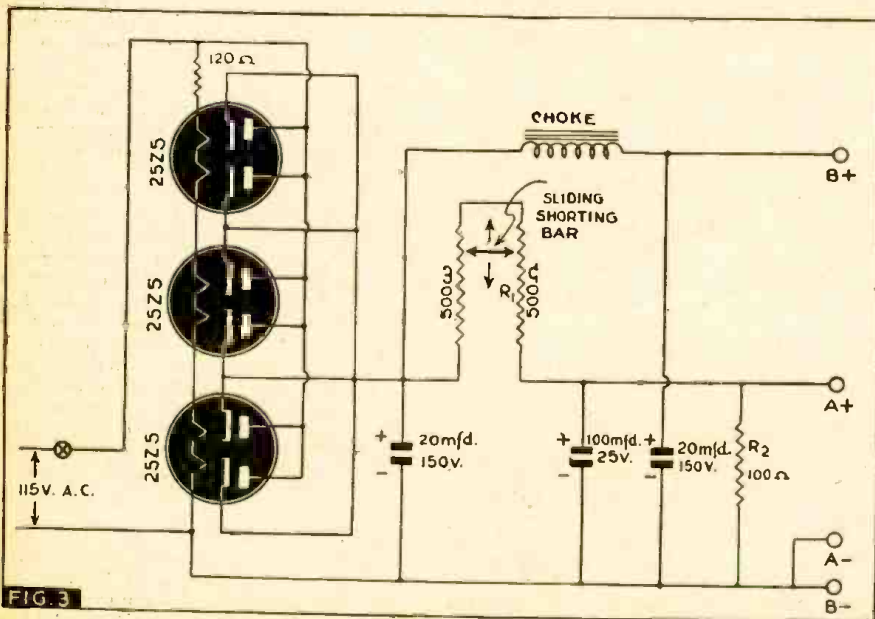 120 Ω
25Z5
25Z5
25Z5
115V. A.C.
CHOKE
SLIDING
SHORTING
BAR
R1
500ω
500Ω
+
-
20mfd.
150V.
+
-
100mfd.
25V.
+
-
20mfd.
150V.
R2
100Ω
B+
A+
A-
B-
FIG. 3